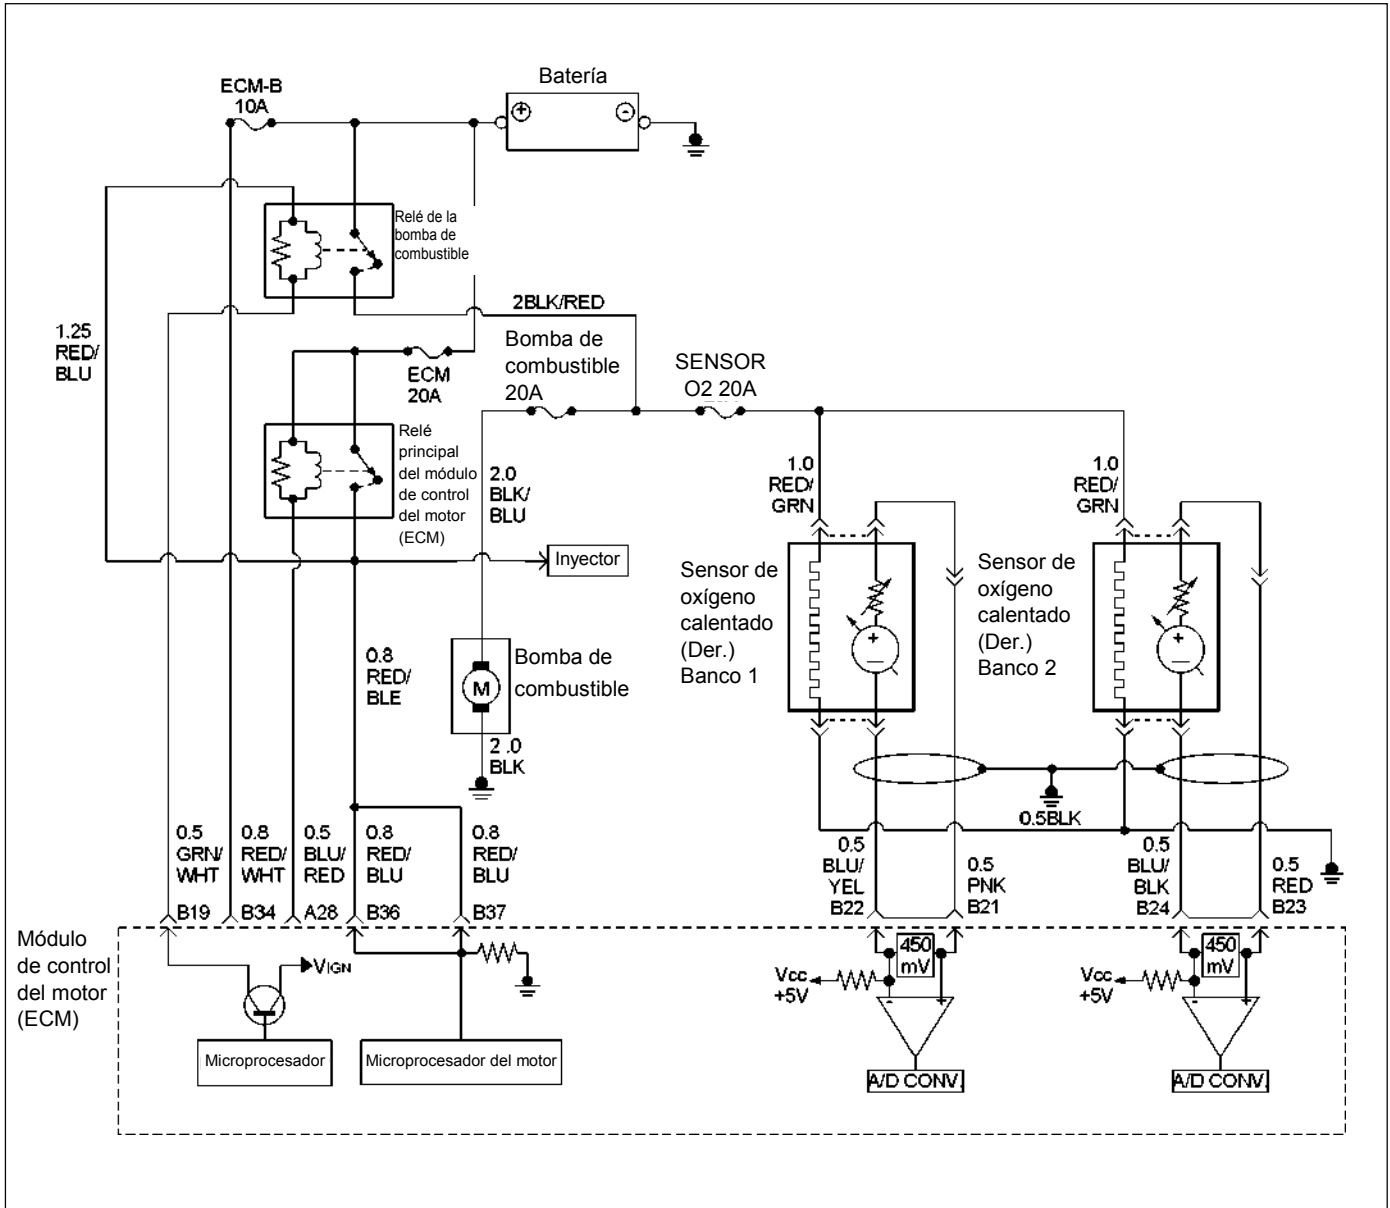 Batería
ECM-B
10A
+
-
Relé de la
bomba de
combustible
2BLK/RED
1.25
RED/
BLU
Bomba de
combustible
20A
SENSOR
O2 20A
ECM
20A
Relé
principal
del módulo
de control
del motor
(ECM)
2.0
BLK/
BLU
1.0
RED/
GRN
1.0
RED/
GRN
Inyector
Sensor de
oxígeno
calentado
(Der.)
Banco 1
+
Sensor de
oxígeno
calentado
(Der.)
Banco 2
+
0.8
RED/
BLE
Bomba de
combustible
M
2.0
BLK
0.5BLK
0.5
GRN/
WHT
B19
0.8
RED/
WHT
B34
0.5
BLU/
RED
A28
0.8
RED/
BLU
B36
0.8
RED/
BLU
B37
0.5
BLU/
YEL
B22
0.5
PNK
B21
0.5
BLU/
BLK
B24
0.5
RED
B23
Módulo
de control
del motor
(ECM)
VIGN
Vcc
+5V
450
mV
- +
Vcc
+5V
450
mV
- +
Microprocesador
Microprocesador del motor
A/D CONV.
A/D CONV.